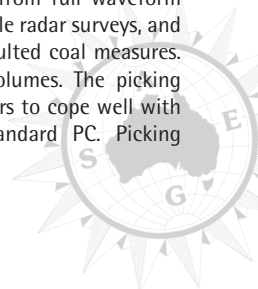 from full waveform
le radar surveys, and
ulted coal measures.
olumes. The picking
rs to cope well with
andard PC. Picking
E
S
G